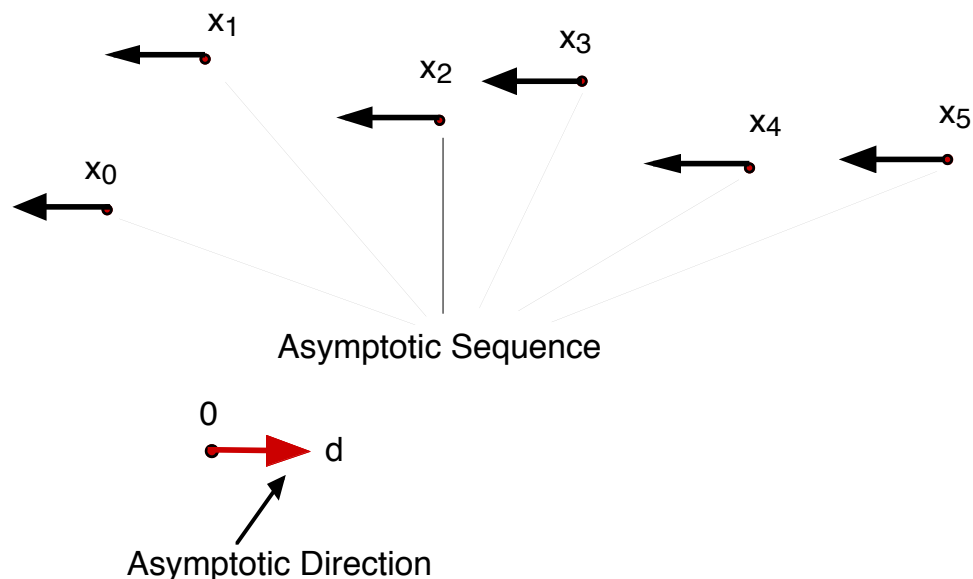 x1
x3
x2
x4
x5
x0
Asymptotic Sequence
0
d
Asymptotic Direction